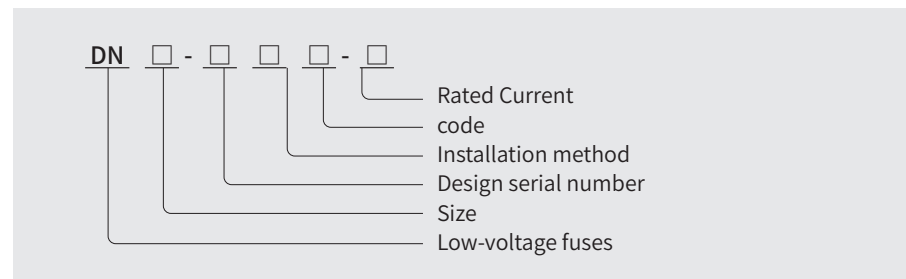 DN □ - □ □ □ - □
Rated Current
code
Installation method
Design serial number
Size
Low-voltage fuses